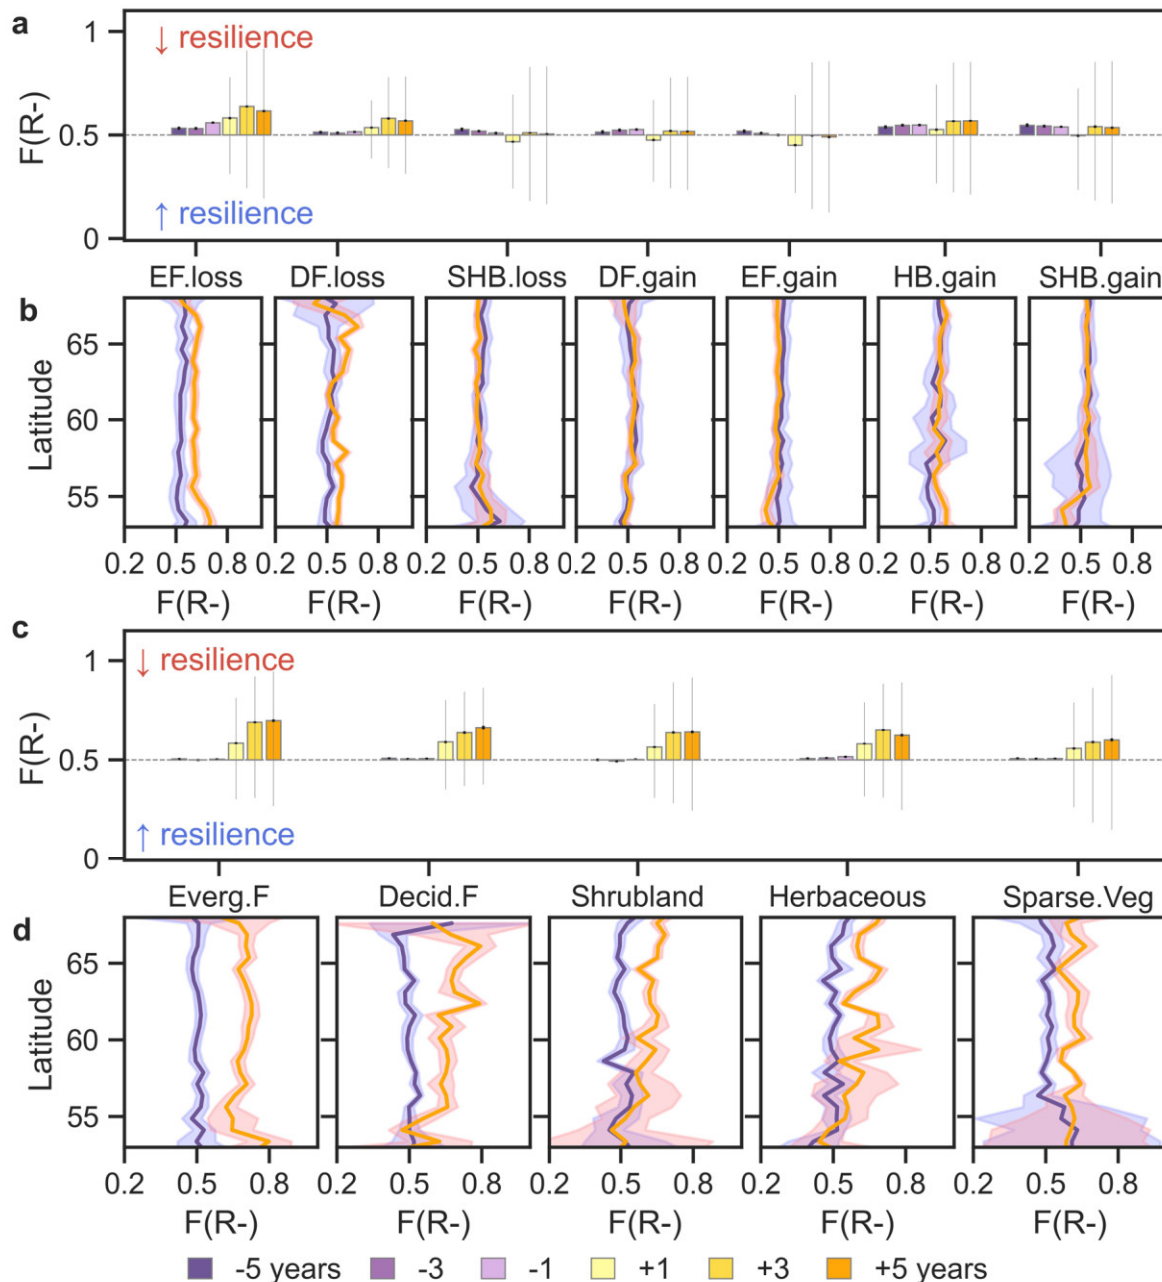 a
1
↓ resilience
F(R-)
0.5
↑ resilience
0
EF.loss DF.loss SHB.loss DF.gain EF.gain HB.gain SHB.gain
b
65
Latitude
60
55
0.2 0.5 0.8 0.2 0.5 0.8 0.2 0.5 0.8 0.2 0.5 0.8 0.2 0.5 0.8 0.2 0.5 0.8 0.2 0.5 0.8
F(R-) F(R-) F(R-) F(R-) F(R-) F(R-) F(R-)
c
1
↓ resilience
F(R-)
0.5
↑ resilience
0
Everg.F Decid.F Shrubland Herbaceous Sparse.Veg
d
65
Latitude
60
55
0.2 0.5 0.8 0.2 0.5 0.8 0.2 0.5 0.8 0.2 0.5 0.8 0.2 0.5 0.8
F(R-) F(R-) F(R-) F(R-) F(R-)
-5 years -3 -1 +1 +3 +5 years